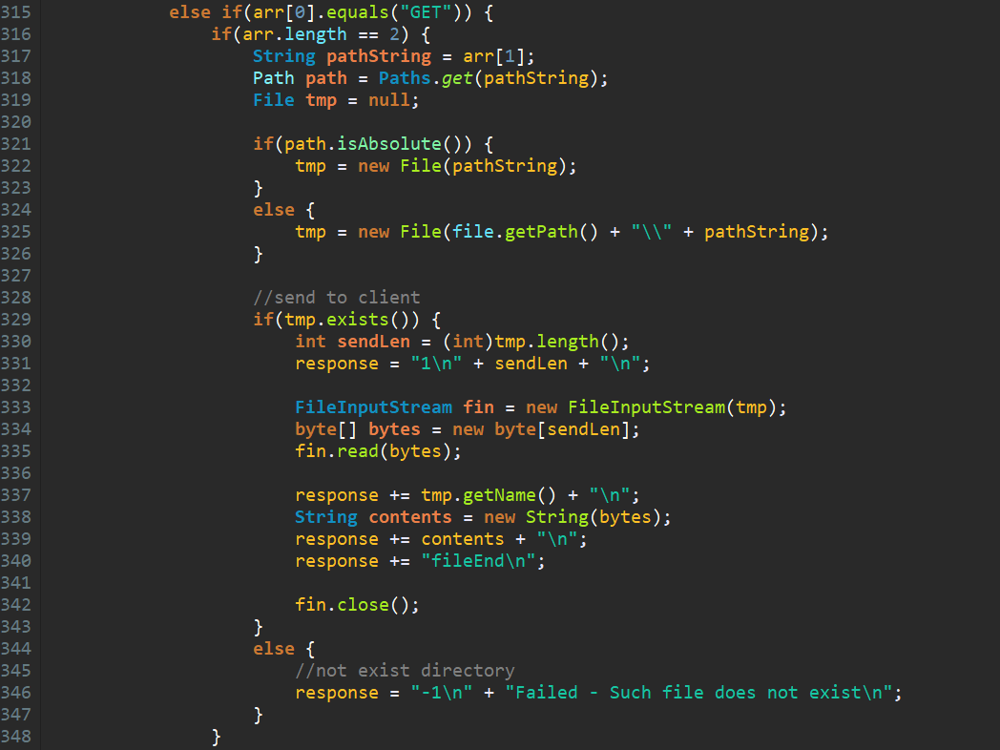 315 else if(arr[0].equals("GET")) {
316 if(arr.length == 2) {
317 String pathString = arr[1];
318 Path path = Paths.get(pathString);
319 File tmp = null;
320
321 if(path.isAbsolute()) {
322 tmp = new File(pathString);
323 }
324 else {
325 tmp = new File(file.getPath() + "\\" + pathString);
326 }
327
328 //send to client
329 if(tmp.exists()) {
330 int sendLen = (int)tmp.length();
331 response = "1\n" + sendLen + "\n";
332
333 FileInputStream fin = new FileInputStream(tmp);
334 byte[] bytes = new byte[sendLen];
335 fin.read(bytes);
336
337 response += tmp.getName() + "\n";
338 String contents = new String(bytes);
339 response += contents + "\n";
340 response += "fileEnd\n";
341
342 fin.close();
343 }
344 else {
345 //not exist directory
346 response = "-1\n" + "Failed - Such file does not exist\n";
347 }
348 }